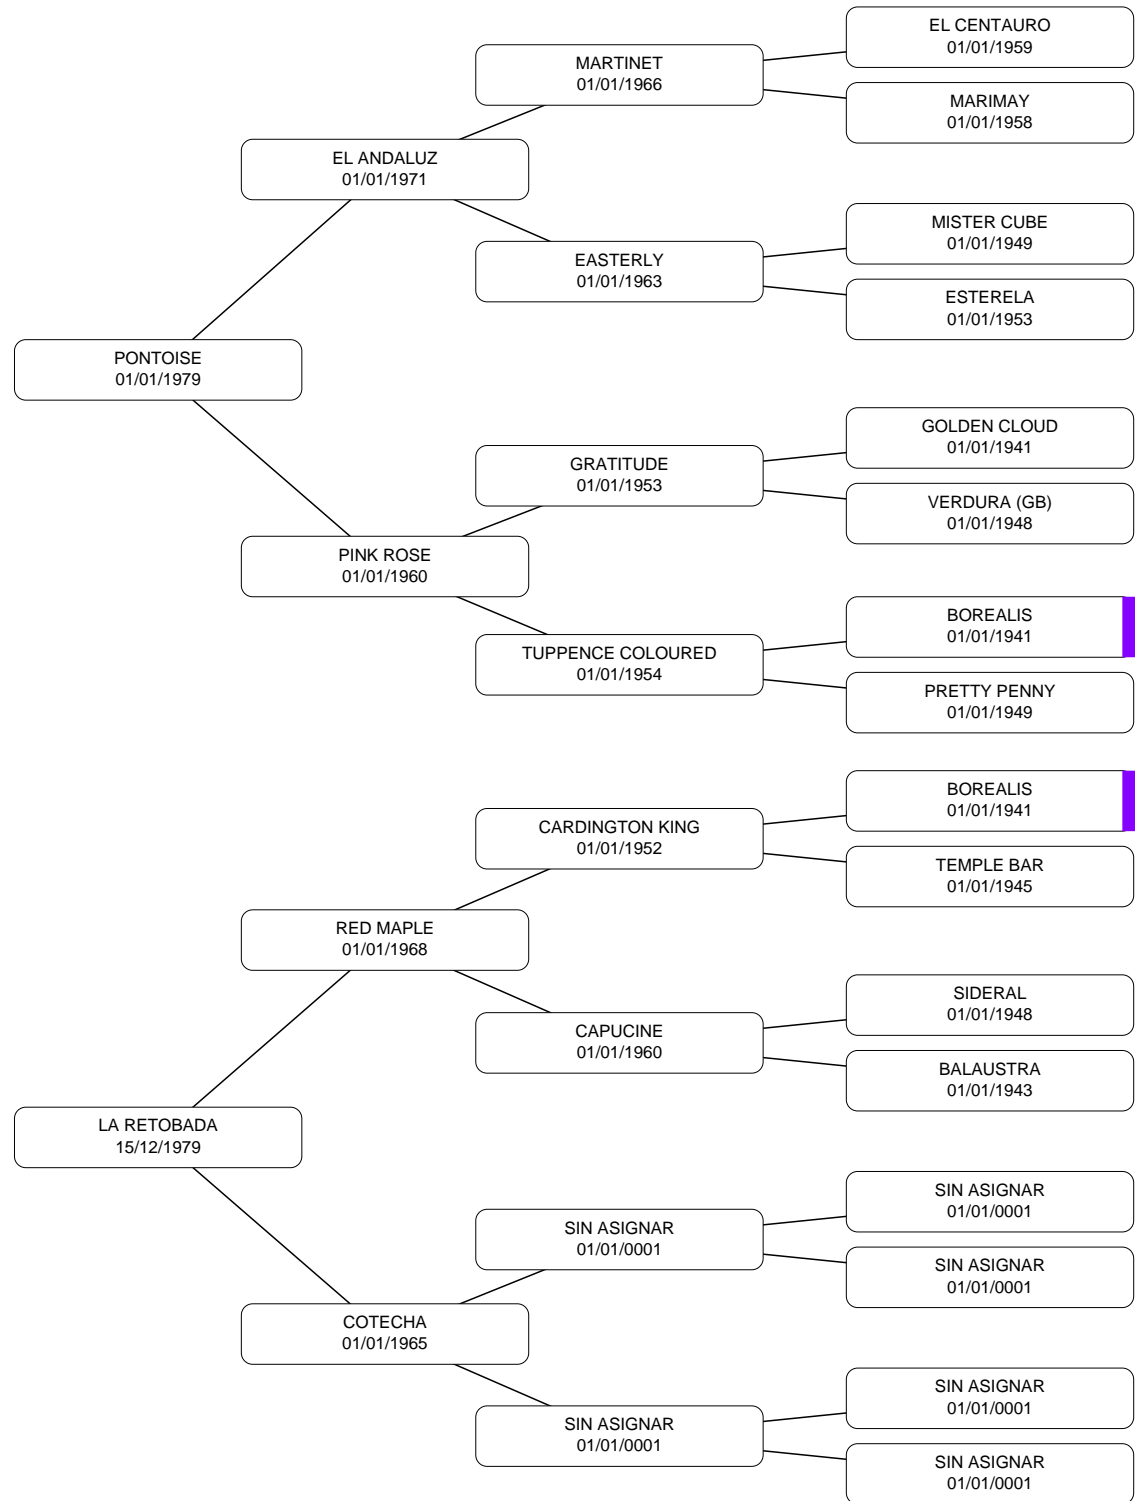 EL CENTAURO
01/01/1959
MARTINET
01/01/1966
MARIMAY
01/01/1958
EL ANDALUZ
01/01/1971
MISTER CUBE
01/01/1949
EASTERLY
01/01/1963
ESTERELA
01/01/1953
PONTOISE
01/01/1979
GOLDEN CLOUD
01/01/1941
GRATITUDE
01/01/1953
VERDURA (GB)
01/01/1948
PINK ROSE
01/01/1960
BOREALIS
01/01/1941
TUPPENCE COLOURED
01/01/1954
PRETTY PENNY
01/01/1949
BOREALIS
01/01/1941
CARDINGTON KING
01/01/1952
TEMPLE BAR
01/01/1945
RED MAPLE
01/01/1968
SIDERAL
01/01/1948
CAPUCINE
01/01/1960
BALAUSTRA
01/01/1943
LA RETOBADA
15/12/1979
SIN ASIGNAR
01/01/0001
SIN ASIGNAR
01/01/0001
SIN ASIGNAR
01/01/0001
COTECHA
01/01/1965
SIN ASIGNAR
01/01/0001
SIN ASIGNAR
01/01/0001
SIN ASIGNAR
01/01/0001